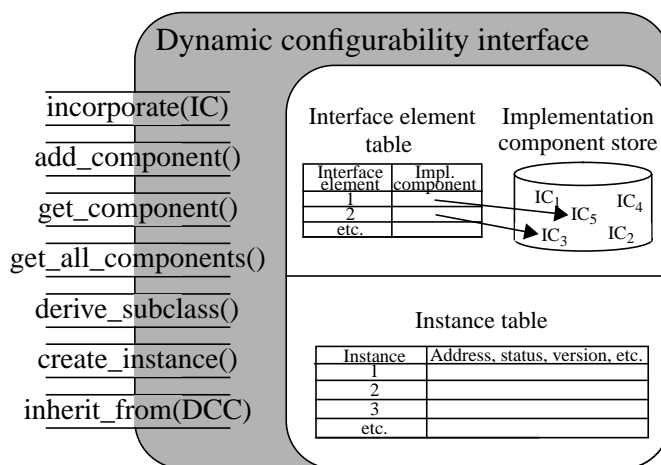 Dynamic configurability interface
incorporate(IC)
add_component()
get_component()
get_all_components()
derive_subclass()
create_instance()
inherit_from(DCC)
Interface element
table
Interface
element
Impl.
component
1
2
etc.
Implementation
component store
IC1
IC4
IC5
IC3
IC2
Instance table
Instance
Address, status, version, etc.
1
2
3
etc.